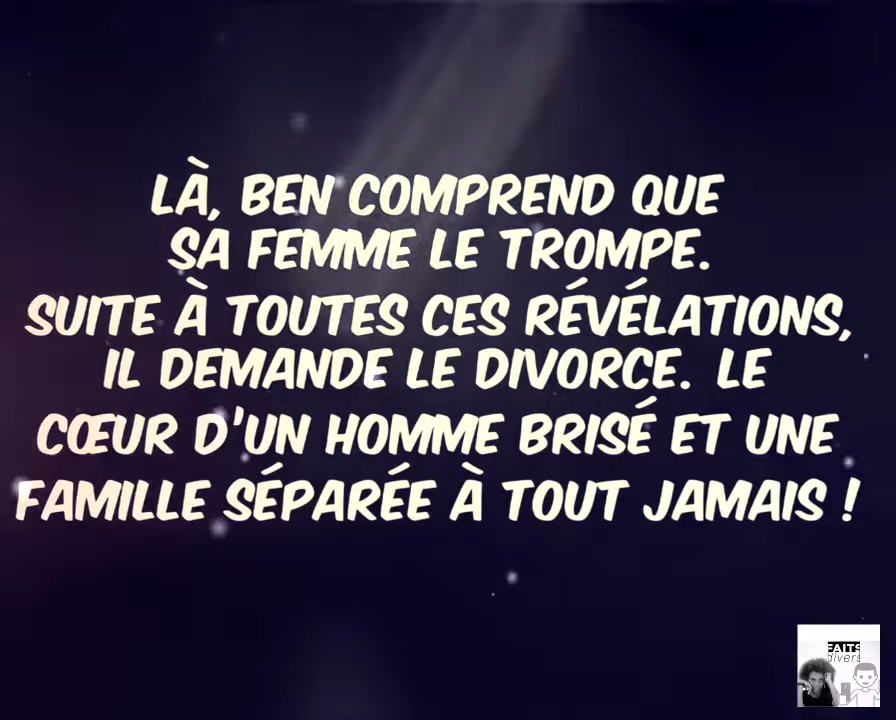 LÀ, BEN COMPREND QUE
SA FEMME LE TROMPE.
SUITE À TOUTES CES RÉVÉLATIONS,
IL DEMANDE LE DIVORCE. LE
CŒUR D'UN HOMME BRISÉ ET UNE
FAMILLE SÉPARÉE À TOUT JAMAIS !
FAITS
divers